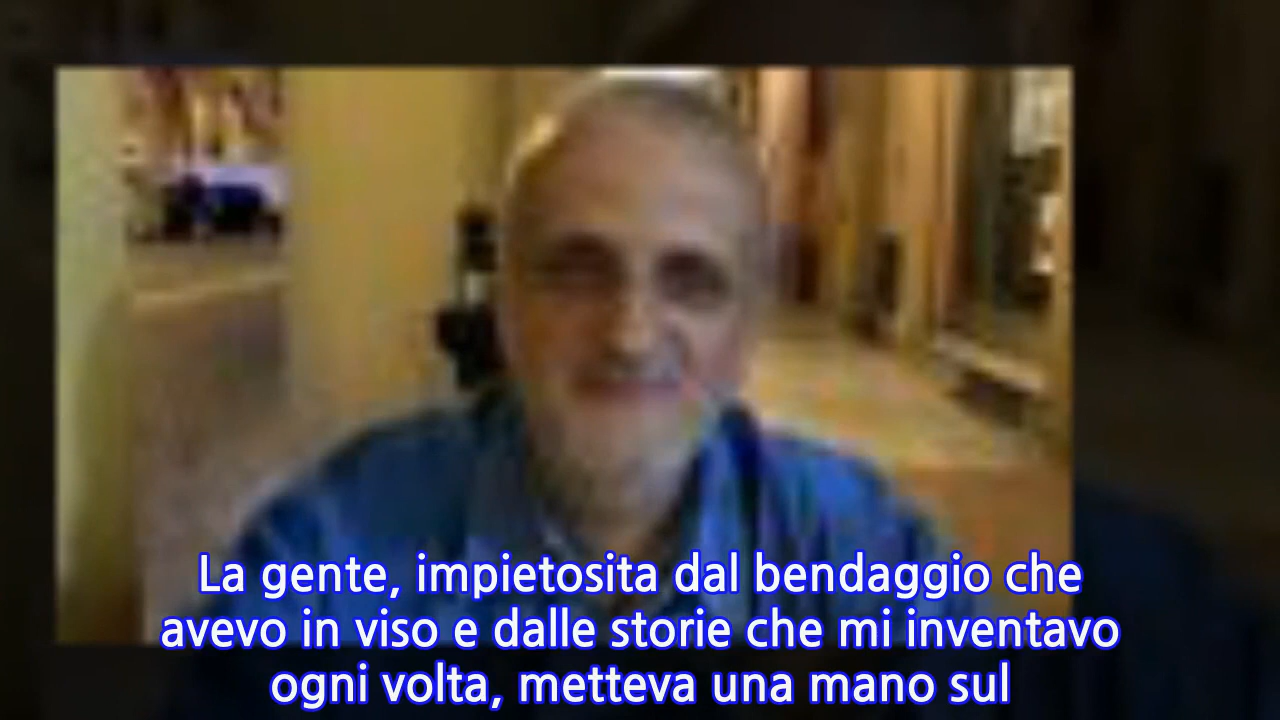 La gente, impietosita dal bendaggio che
avevo in viso e dalle storie che mi inventavo
ogni volta, metteva una mano sul